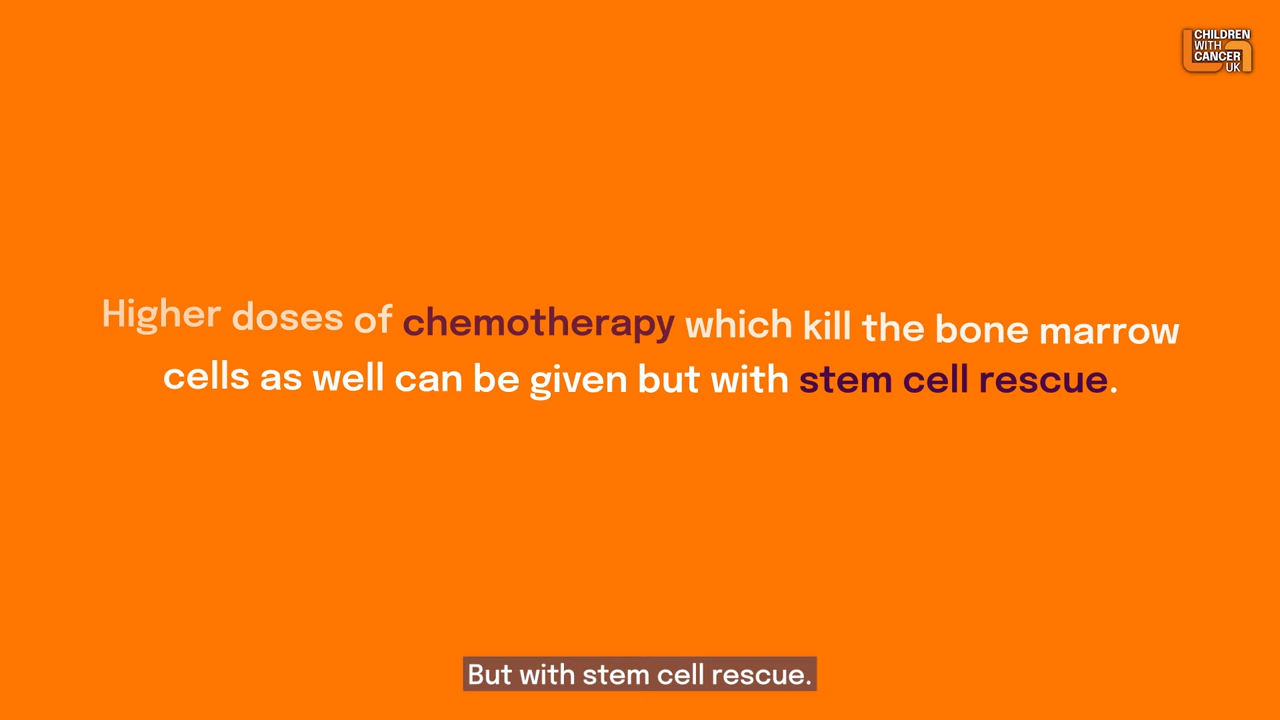 CHILDREN
WITH
CANCER
UK
Higher doses of chemotherapy which kill the bone marrow
cells as well can be given but with stem cell rescue.
But with stem cell rescue.